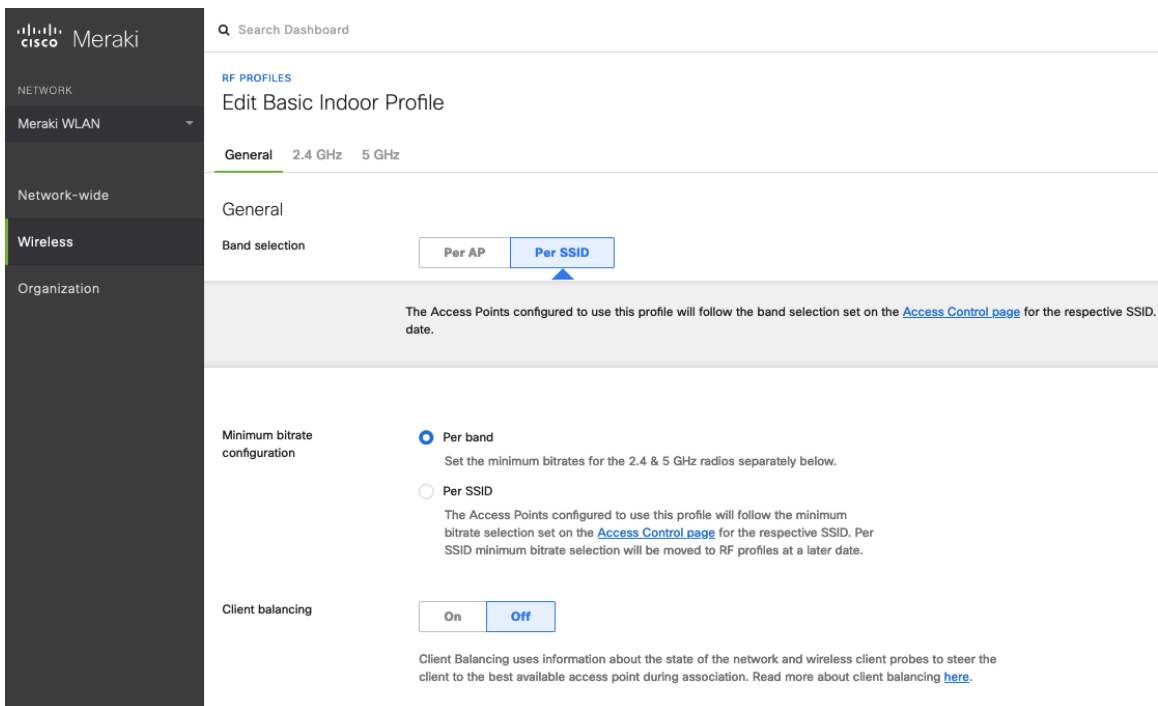 cisco Meraki
Search Dashboard
NETWORK
Meraki WLAN
Network-wide
Wireless
Organization
RF PROFILES
Edit Basic Indoor Profile
General 2.4 GHz 5 GHz
General
Band selection
Per AP Per SSID
The Access Points configured to use this profile will follow the band selection set on the Access Control page for the respective SSID.
date.
Minimum bitrate
configuration
Per band
Set the minimum bitrates for the 2.4 & 5 GHz radios separately below.
Per SSID
The Access Points configured to use this profile will follow the minimum
bitrate selection set on the Access Control page for the respective SSID. Per
SSID minimum bitrate selection will be moved to RF profiles at a later date.
Client balancing
On Off
Client Balancing uses information about the state of the network and wireless client probes to steer the
client to the best available access point during association. Read more about client balancing here.